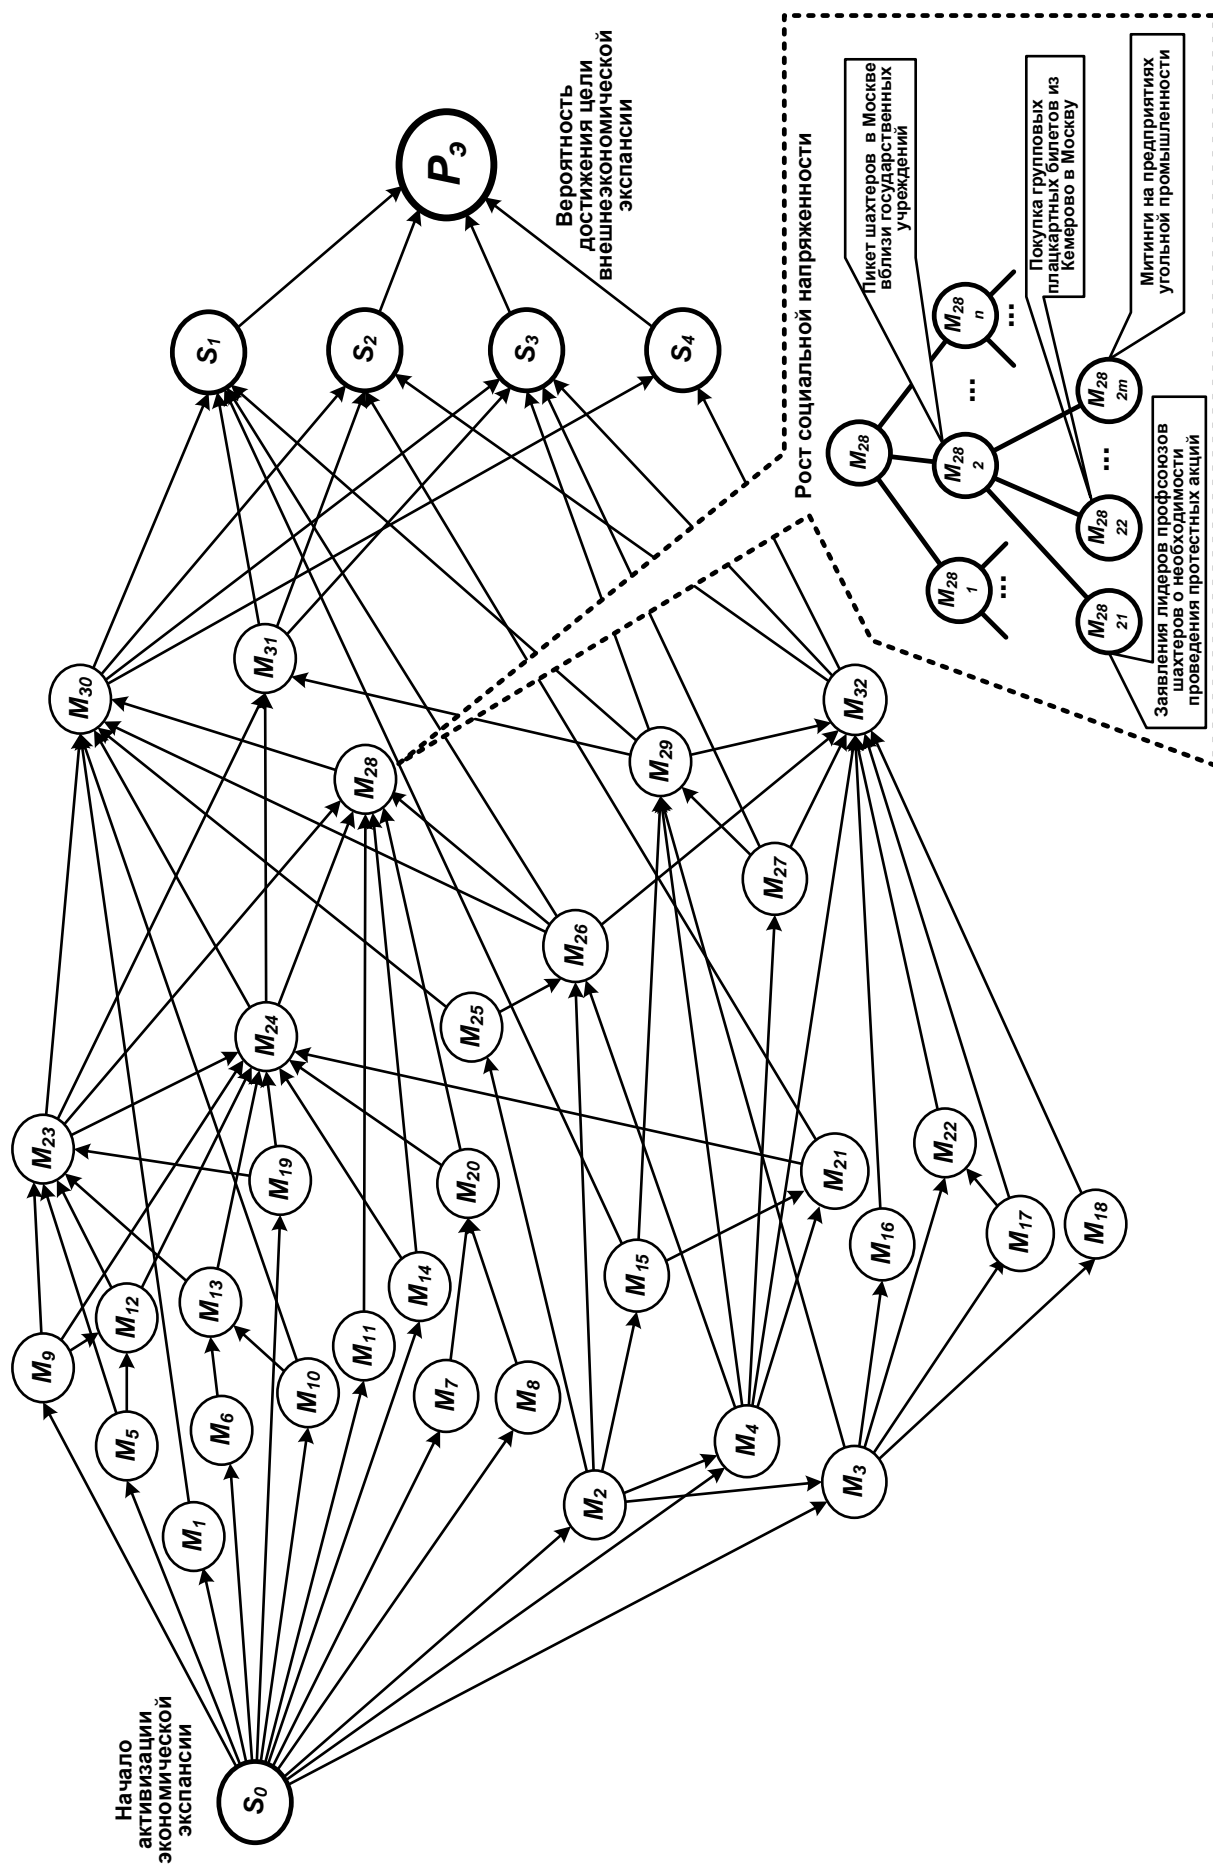 Начало
активизации
экономической
экспансии
S0
M9
M5
M1
M12
M6
M13
M10
M11
M14
M7
M8
M2
M4
M3
M23
M19
M20
M15
M21
M16
M22
M17
M18
M24
M25
M26
M27
M30
M31
M28
M29
M32
S1
S2
S3
S4
Pэ
Вероятность
достижения цели
внешнеэкономической
экспансии
Рост социальной напряженности
M28
M28
1
...
M28
2
...
M28
n
...
M28
21
M28
22
...
M28
2m
Пикет шахтеров в Москве
вблизи государственных
учреждений
Покупка групповых
плацкартных билетов из
Кемерово в Москву
Митинги на предприятиях
угольной промышленности
Заявления лидеров профсоюзов
шахтеров о необходимости
проведения протестных акций